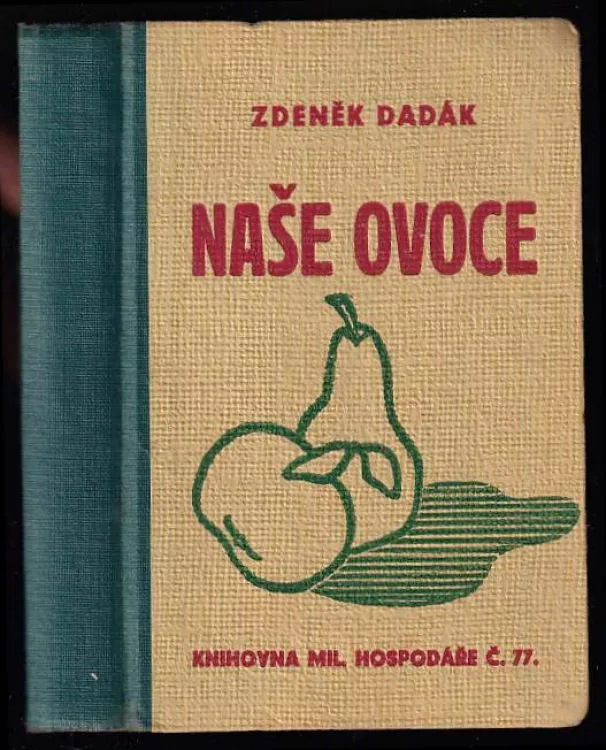 ZDENĚK DADÁK
NAŠE OVOCE
KNIHOVNA MIL. HOSPODÁŘE Č. 77.